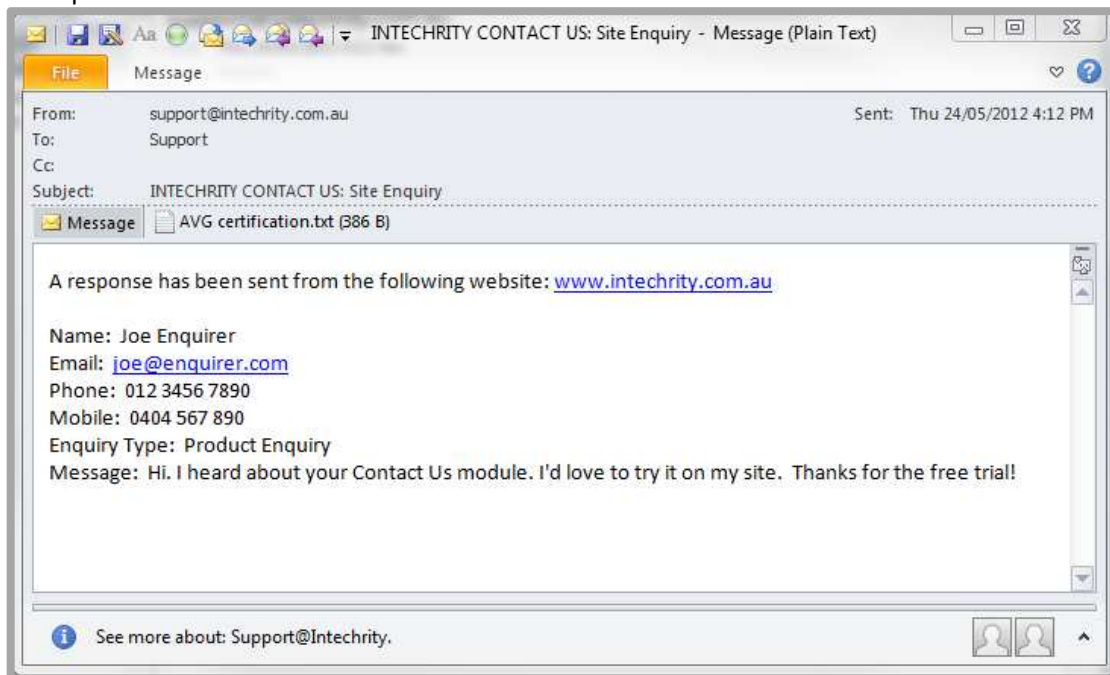 INTECHRITY CONTACT US: Site Enquiry - Message (Plain Text)
File Message
From: support@intechrity.com.au Sent: Thu 24/05/2012 4:12 PM
To: Support
Cc:
Subject: INTECHRITY CONTACT US: Site Enquiry
Message AVG certification.txt (386 B)
A response has been sent from the following website: www.intechrity.com.au
Name: Joe Enquirer
Email: joe@enquirer.com
Phone: 012 3456 7890
Mobile: 0404 567 890
Enquiry Type: Product Enquiry
Message: Hi. I heard about your Contact Us module. I'd love to try it on my site. Thanks for the free trial!
See more about: Support@Intechrity.